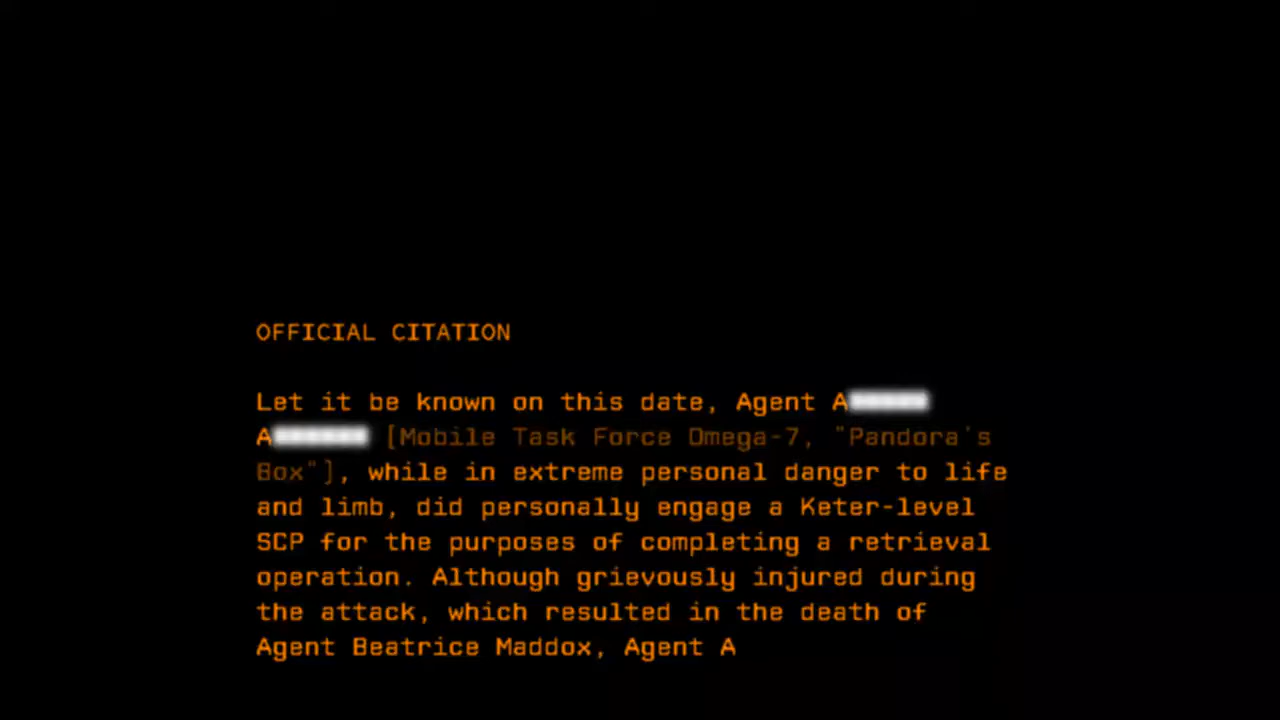 OFFICIAL CITATION
Let it be known on this date, Agent A█████
A██████ [Mobile Task Force Omega-7, "Pandora's
Box"], while in extreme personal danger to life
and limb, did personally engage a Keter-level
SCP for the purposes of completing a retrieval
operation. Although grievously injured during
the attack, which resulted in the death of
Agent Beatrice Maddox, Agent A